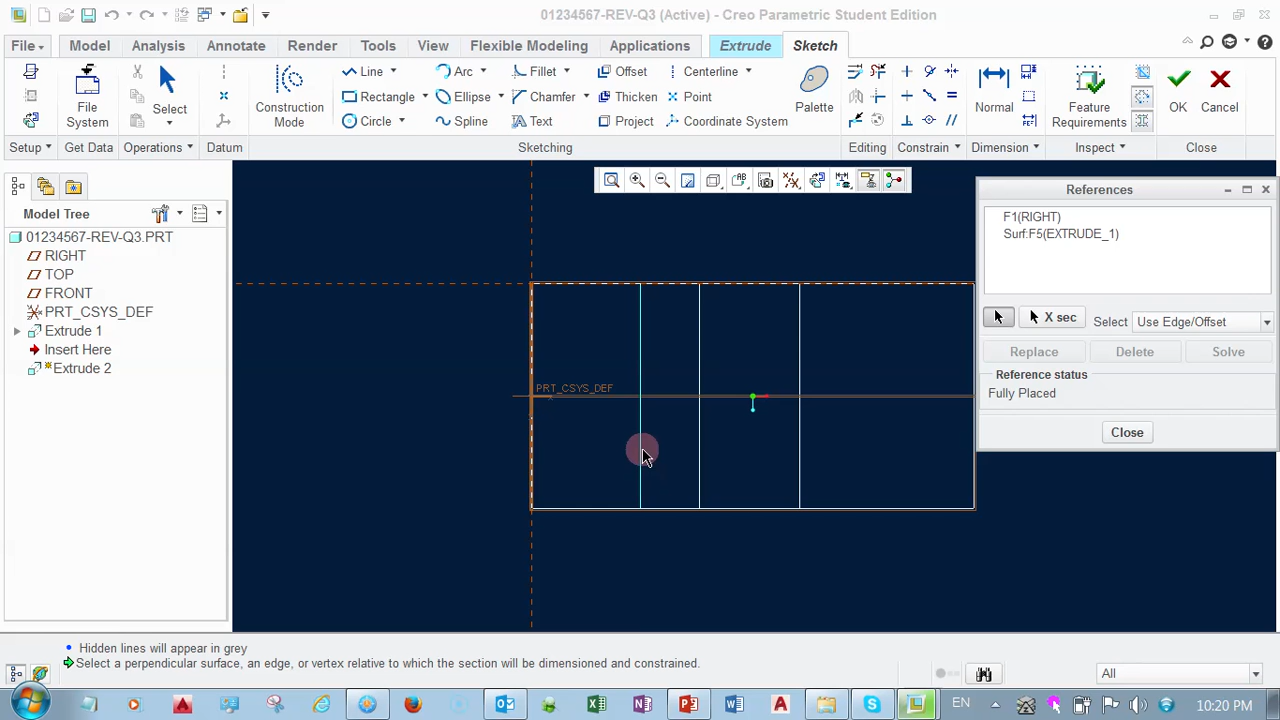 01234567-REV-Q3 (Active) - Creo Parametric Student Edition
File Model Analysis Annotate Render Tools View Flexible Modeling Applications Extrude Sketch
File System
Select
Construction Mode
Line Arc Fillet Offset Centerline
Rectangle Ellipse Chamfer Thicken Point
Circle Spline Text Project Coordinate System
Palette
Normal
Feature Requirements
OK Cancel
Setup Get Data Operations Datum Sketching Editing Constrain Dimension Inspect Close
Model Tree
01234567-REV-Q3.PRT
RIGHT
TOP
FRONT
PRT_CSYS_DEF
Extrude 1
Insert Here
Extrude 2
PRT_CSYS_DEF
References
F1(RIGHT)
Surf:F5(EXTRUDE_1)
X sec Select Use Edge/Offset
Replace Delete Solve
Reference status
Fully Placed
Close
Hidden lines will appear in grey
Select a perpendicular surface, an edge, or vertex relative to which the section will be dimensioned and constrained.
All
EN 10:20 PM